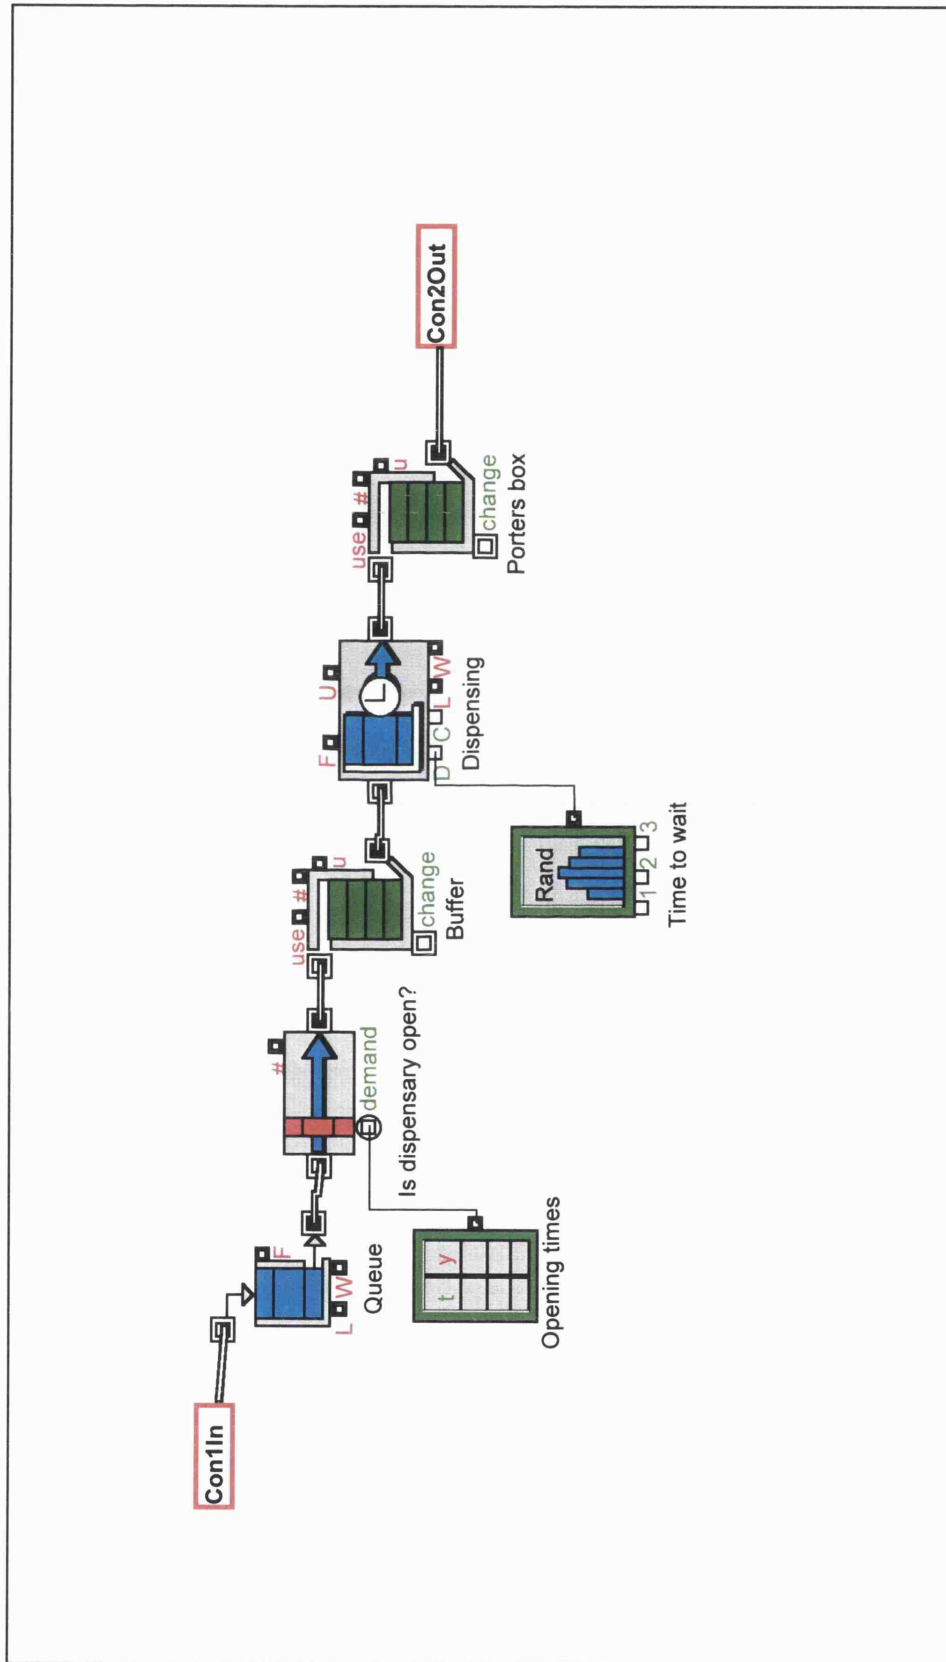 Con1In
F
L W
Queue
#
demand
Is dispensary open?
t y
Opening times
use # u
change
Buffer
F U
D C L W
Dispensing
Rand
1 2 3
Time to wait
use # u
change
Porters box
Con2Out